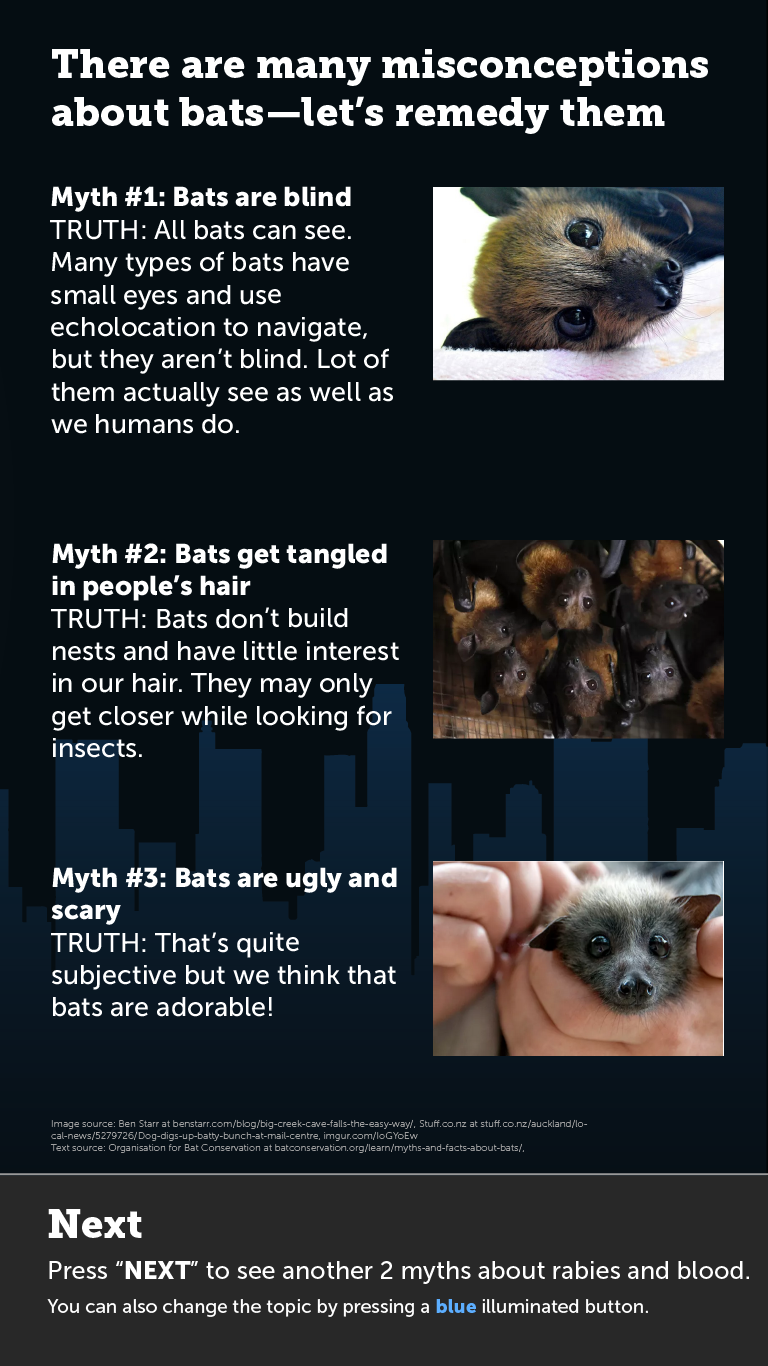 There are many misconceptions
about bats—let’s remedy them
Myth #1: Bats are blind
TRUTH: All bats can see.
Many types of bats have
small eyes and use
echolocation to navigate,
but they aren’t blind. Lot of
them actually see as well as
we humans do.
Myth #2: Bats get tangled
in people’s hair
TRUTH: Bats don’t build
nests and have little interest
in our hair. They may only
get closer while looking for
insects.
Myth #3: Bats are ugly and
scary
TRUTH: That’s quite
subjective but we think that
bats are adorable!
Image source: Ben Starr at benstarr.com/blog/big-creek-cave-falls-the-easy-way/, Stuff.co.nz at stuff.co.nz/auckland/lo-
cal-news/5279726/Dog-digs-up-batty-bunch-at-mail-centre, imgur.com/IoGYoEw
Text source: Organisation for Bat Conservation at batconservation.org/learn/myths-and-facts-about-bats/,
Next
Press “NEXT” to see another 2 myths about rabies and blood.
You can also change the topic by pressing a blue illuminated button.